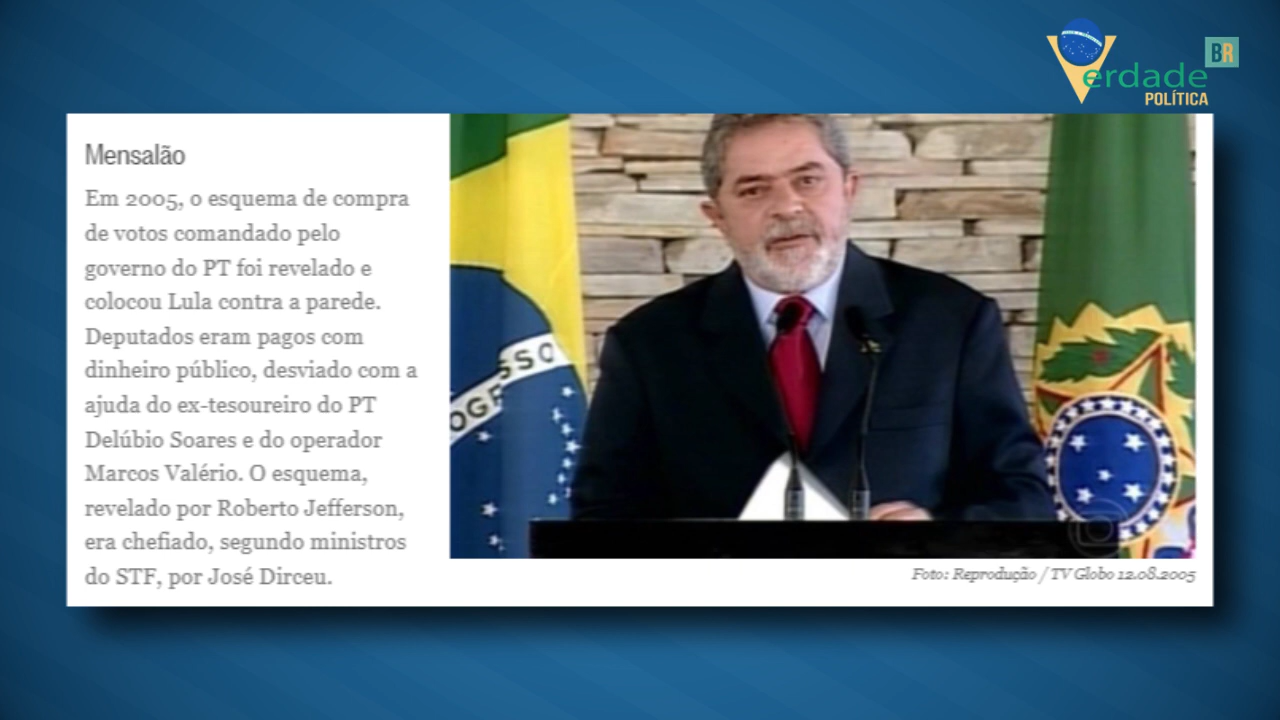 BR
Verdade
POLÍTICA
Mensalão
Em 2005, o esquema de compra
de votos comandado pelo
governo do PT foi revelado e
colocou Lula contra a parede.
Deputados eram pagos com
dinheiro público, desviado com a
ajuda do ex-tesoureiro do PT
Delúbio Soares e do operador
Marcos Valério. O esquema,
revelado por Roberto Jefferson,
era chefiado, segundo ministros
do STF, por José Dirceu.
OGR
SSO
Foto: Reprodução / TV Globo 12.08.2005